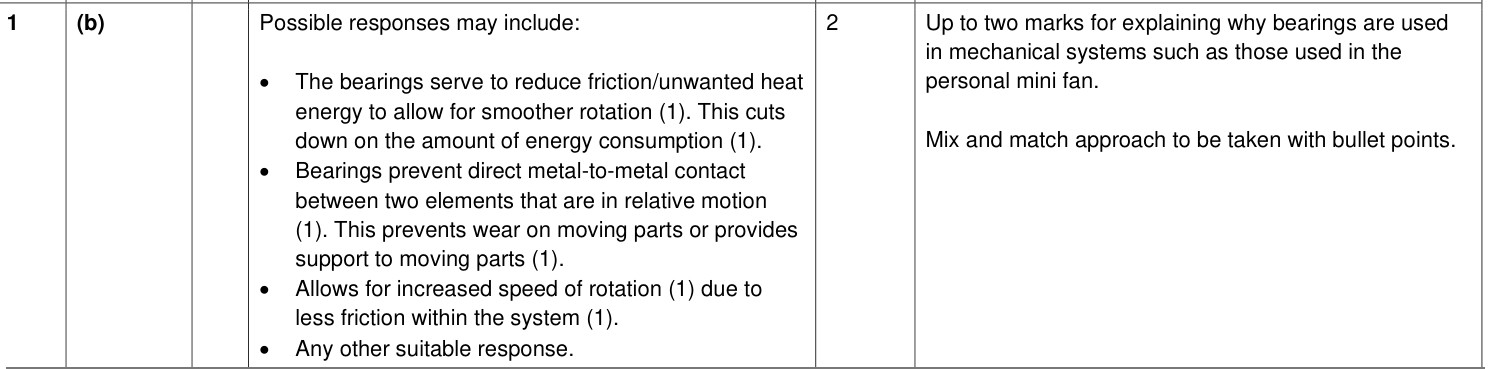 1 (b) Possible responses may include: 2 Up to two marks for explaining why bearings are used
in mechanical systems such as those used in the
personal mini fan.
• The bearings serve to reduce friction/unwanted heat
energy to allow for smoother rotation (1). This cuts
down on the amount of energy consumption (1).
Mix and match approach to be taken with bullet points.
• Bearings prevent direct metal-to-metal contact
between two elements that are in relative motion
(1). This prevents wear on moving parts or provides
support to moving parts (1).
• Allows for increased speed of rotation (1) due to
less friction within the system (1).
• Any other suitable response.